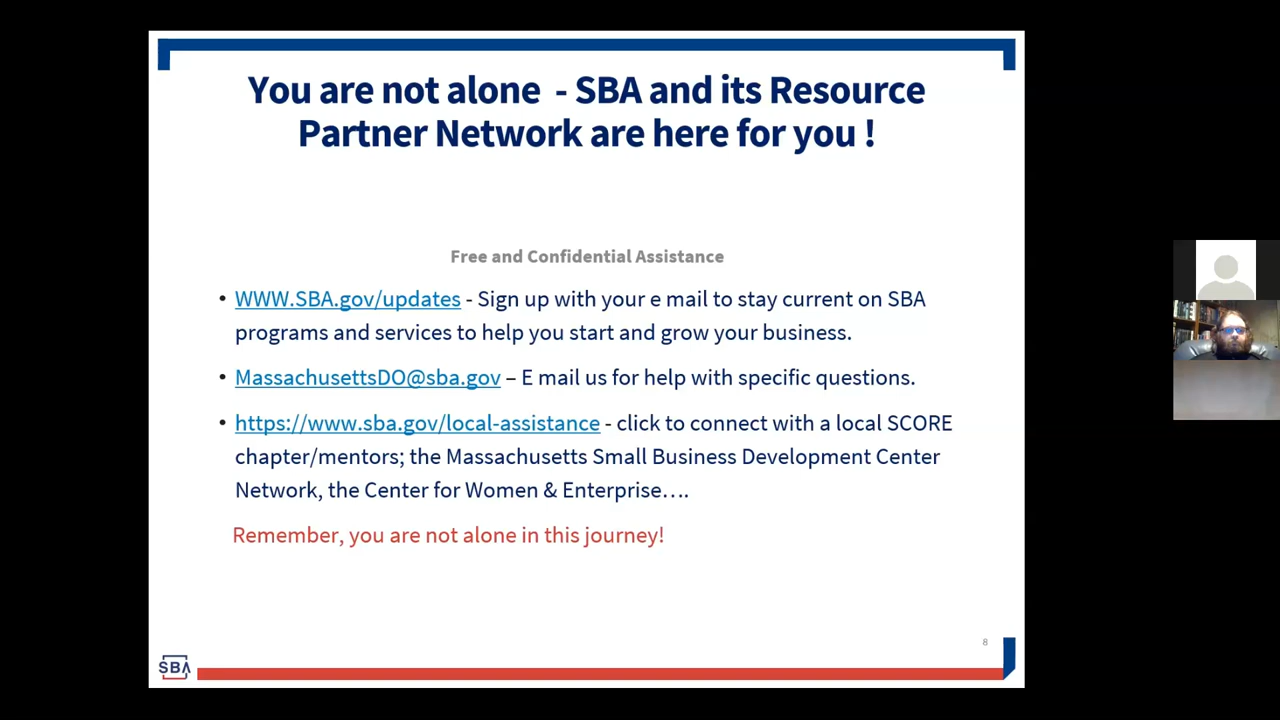 You are not alone  - SBA and its Resource
Partner Network are here for you !
Free and Confidential Assistance
• WWW.SBA.gov/updates - Sign up with your e mail to stay current on SBA
programs and services to help you start and grow your business.
• MassachusettsDO@sba.gov – E mail us for help with specific questions.
• https://www.sba.gov/local-assistance - click to connect with a local SCORE
chapter/mentors; the Massachusetts Small Business Development Center
Network, the Center for Women & Enterprise….
Remember, you are not alone in this journey!
8
SBA